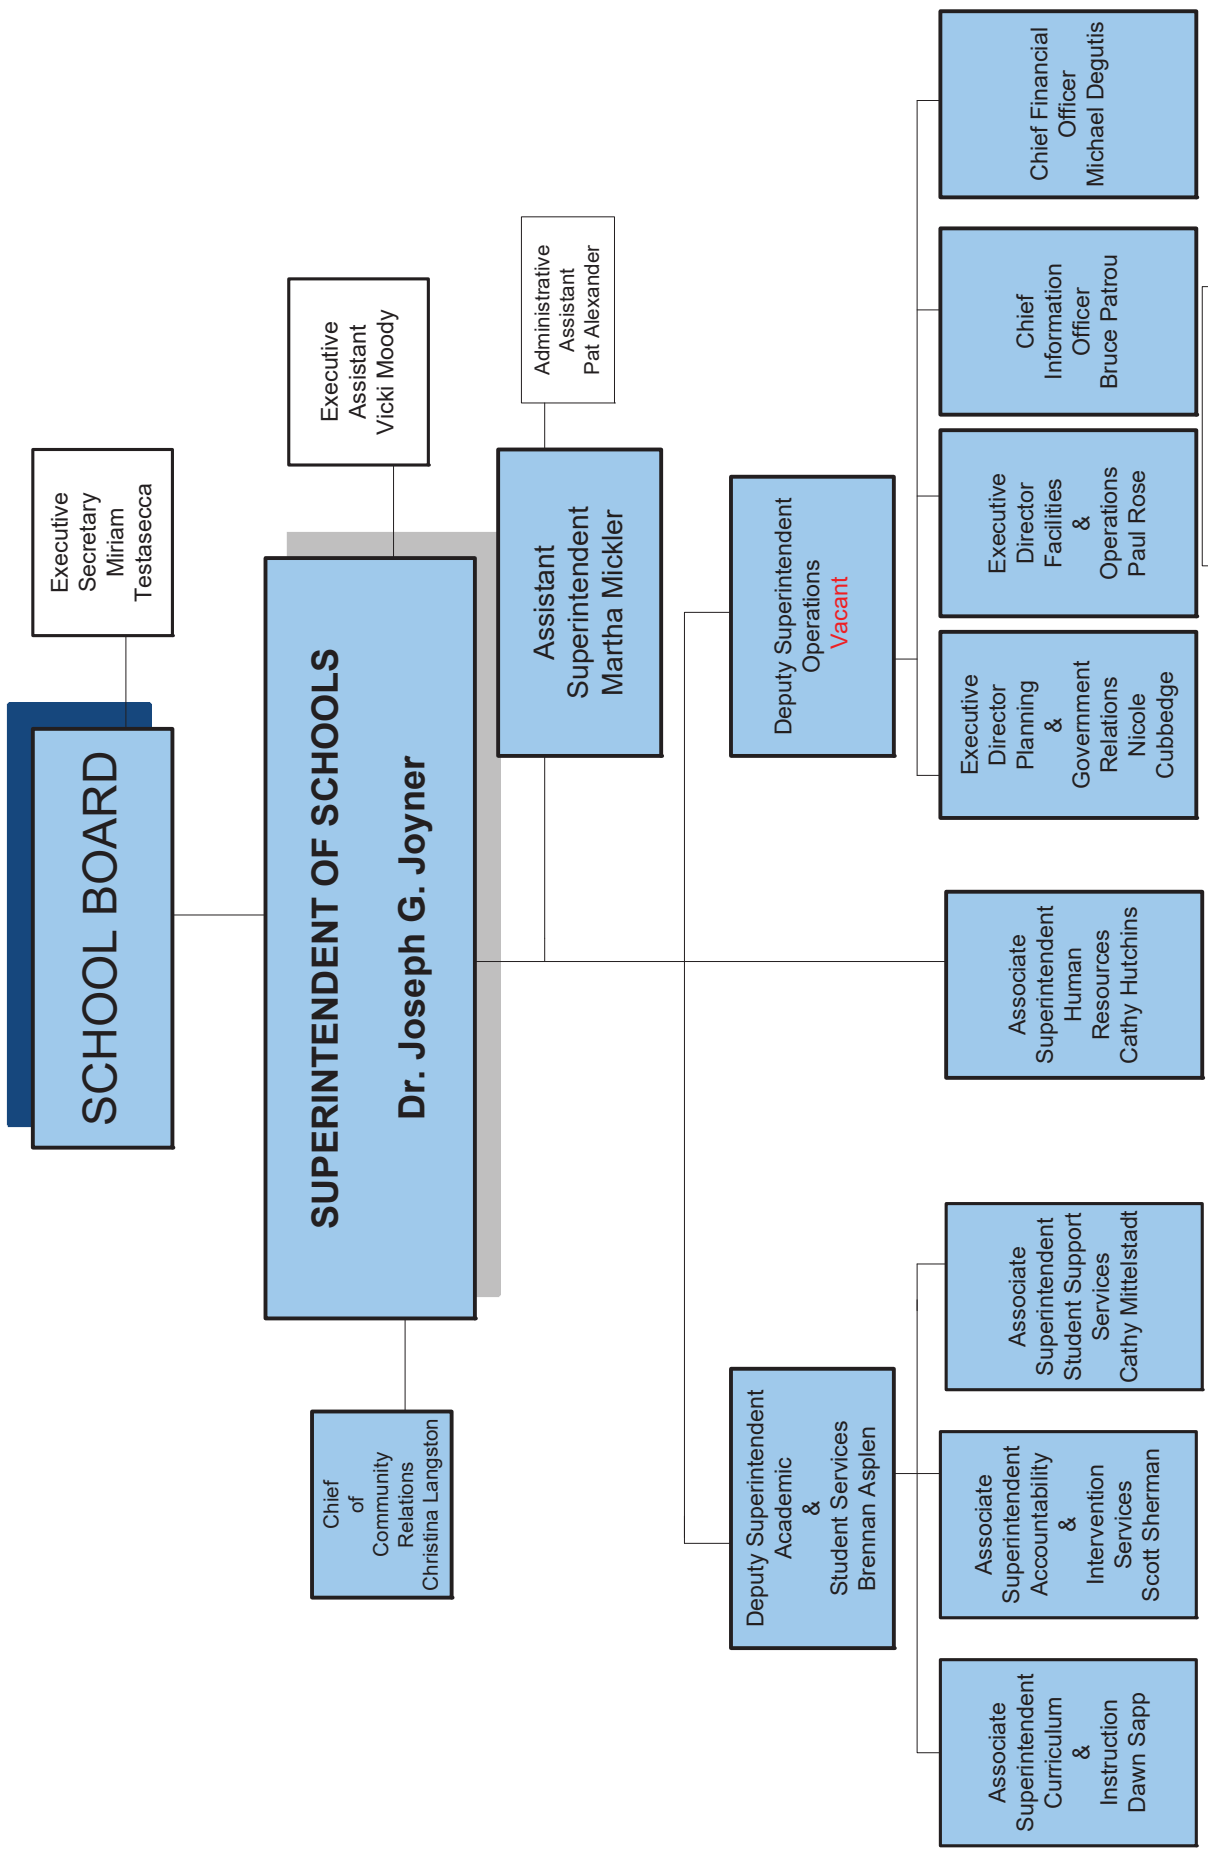 SCHOOL BOARD
Executive
Secretary
Miriam
Testasecca
Chief
of
Community
Relations
Christina Langston
SUPERINTENDENT OF SCHOOLS
Dr. Joseph G. Joyner
Executive
Assistant
Vicki Moody
Assistant
Superintendent
Martha Mickler
Administrative
Assistant
Pat Alexander
Deputy Superintendent
Academic
&
Student Services
Brennan Asplen
Deputy Superintendent
Operations
Vacant
Associate
Superintendent
Curriculum
&
Instruction
Dawn Sapp
Associate
Superintendent
Accountability
&
Intervention
Services
Scott Sherman
Associate
Superintendent
Student Support
Services
Cathy Mittelstadt
Associate
Superintendent
Human
Resources
Cathy Hutchins
Executive
Director
Planning
&
Government
Relations
Nicole
Cubbedge
Executive
Director
Facilities
&
Operations
Paul Rose
Chief
Information
Officer
Bruce Patrou
Chief Financial
Officer
Michael Degutis